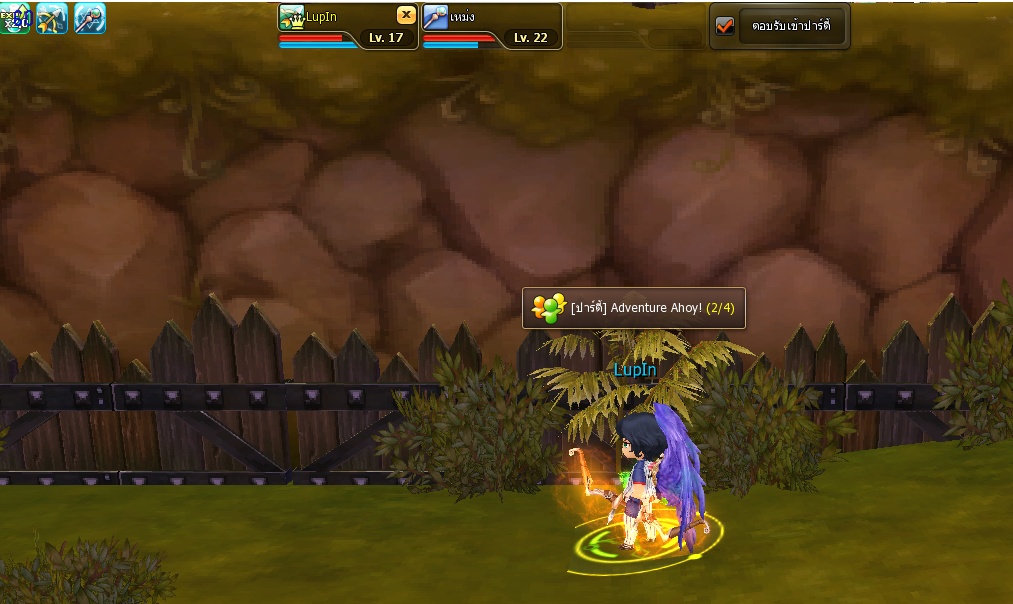 LupIn
Lv. 17
เหม่ง
Lv. 22
ตอบรับเข้าปาร์ตี้
[ปาร์ตี้] Adventure Ahoy! (2/4)
LupIn